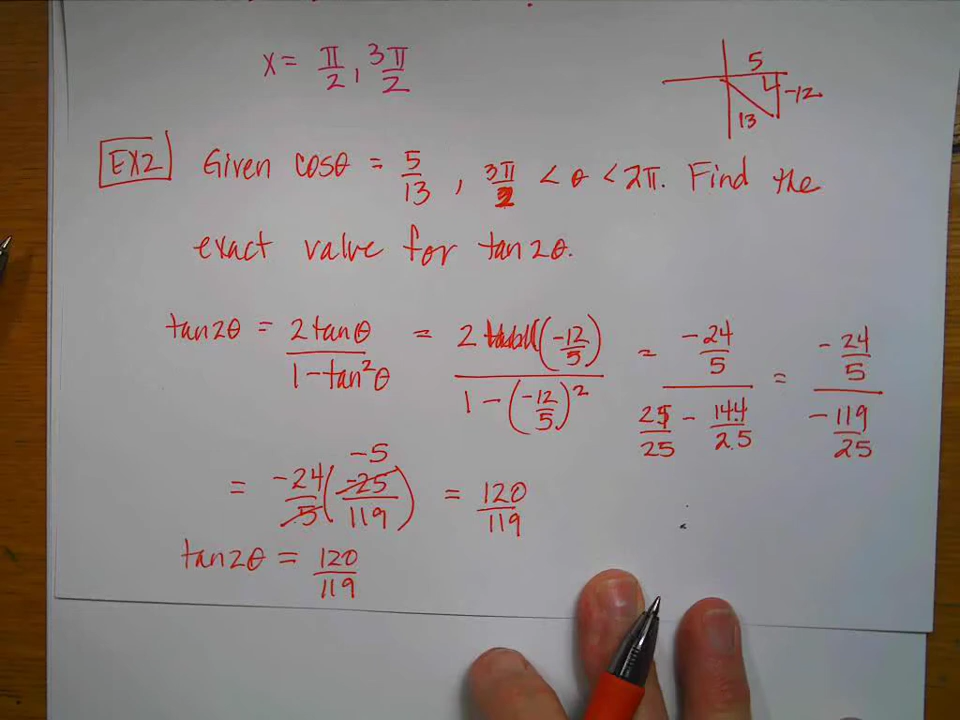 x = π/2, 3π/2
5
-12
13
EX2 Given cosθ = 5/13, 3π/2 < θ < 2π. Find the
exact value for tan2θ.
tan2θ = 2tanθ/(1-tan²θ) = 2(-12/5)/(1-(-12/5)²) = (-24/5)/(25/25 - 144/25) = (-24/5)/(-119/25)
= -24/5(-25/119) -5 = 120/119
tan2θ = 120/119